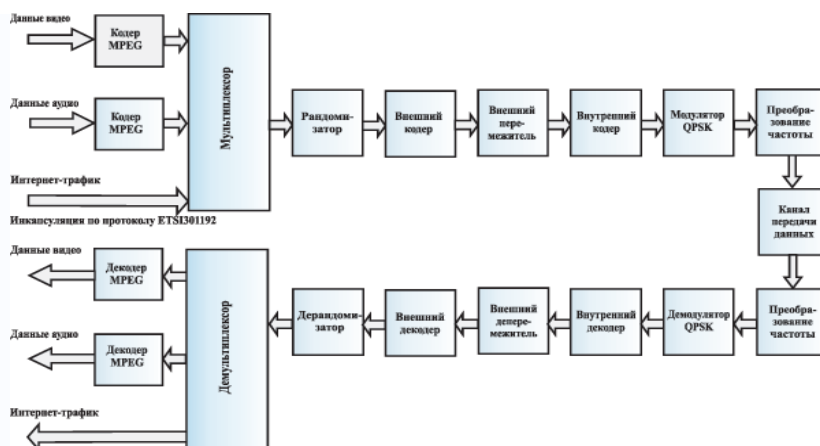 Данные видео
Кодер
MPEG
Данные аудио
Кодер
MPEG
Интернет-трафик
Инкапсуляция по протоколу ETSI301192
Мультиплексор
Рандоми-
затор
Внешний
кодер
Внешний
пере-
межитель
Внутренний
кодер
Модулятор
QPSK
Преобра-
зование
частоты
Канал
передачи
данных
Данные видео
Декодер
MPEG
Данные аудио
Декодер
MPEG
Интернет-трафик
Демультиплексор
Дерандоми-
затор
Внешний
декодер
Внешний
депере-
межитель
Внутренний
декодер
Демодулятор
QPSK
Преобра-
зование
частоты